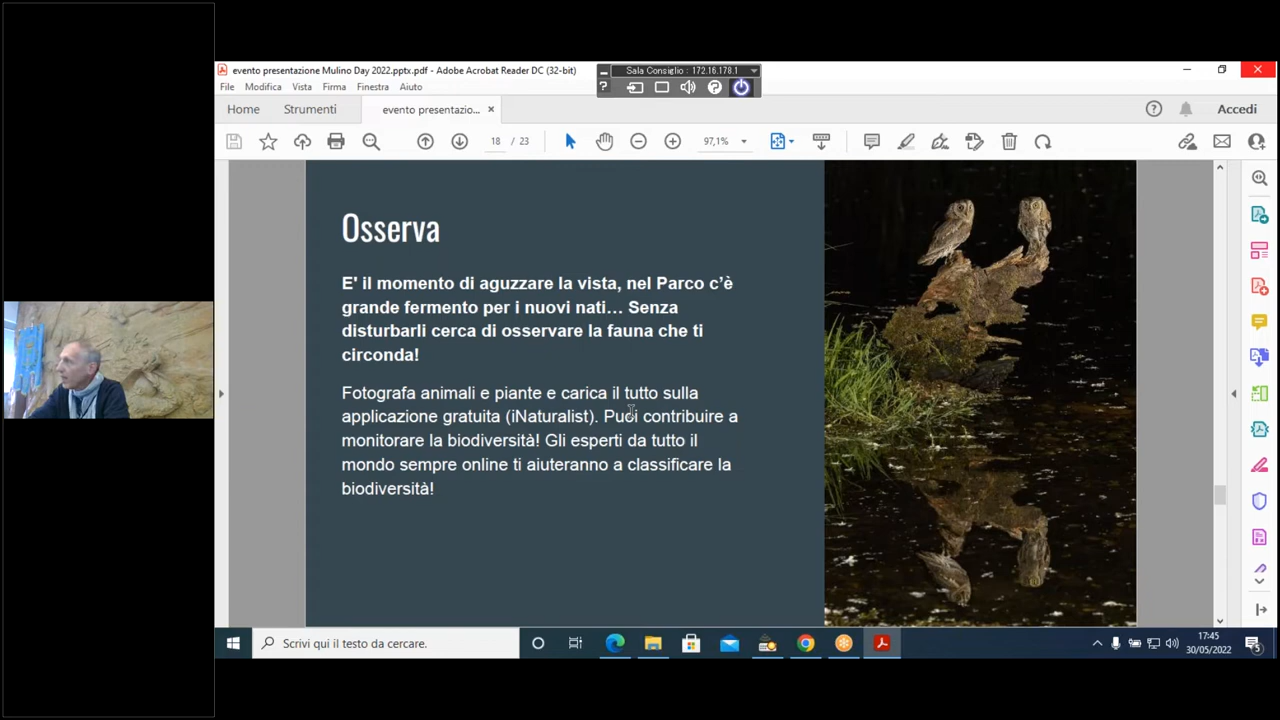 evento presentazione Mulino Day 2022.pptx.pdf - Adobe Acrobat Reader DC (32-bit)
Sala Consiglio : 172.16.178.1
File Modifica Vista Firma Finestra Aiuto
Home Strumenti evento presentazio... Accedi
18 / 23 97,1%
Osserva
E' il momento di aguzzare la vista, nel Parco c’è
grande fermento per i nuovi nati… Senza
disturbarli cerca di osservare la fauna che ti
circonda!
Fotografa animali e piante e carica il tutto sulla
applicazione gratuita (iNaturalist). Puoi contribuire a
monitorare la biodiversità! Gli esperti da tutto il
mondo sempre online ti aiuteranno a classificare la
biodiversità!
Scrivi qui il testo da cercare.
17:45
30/05/2022
5